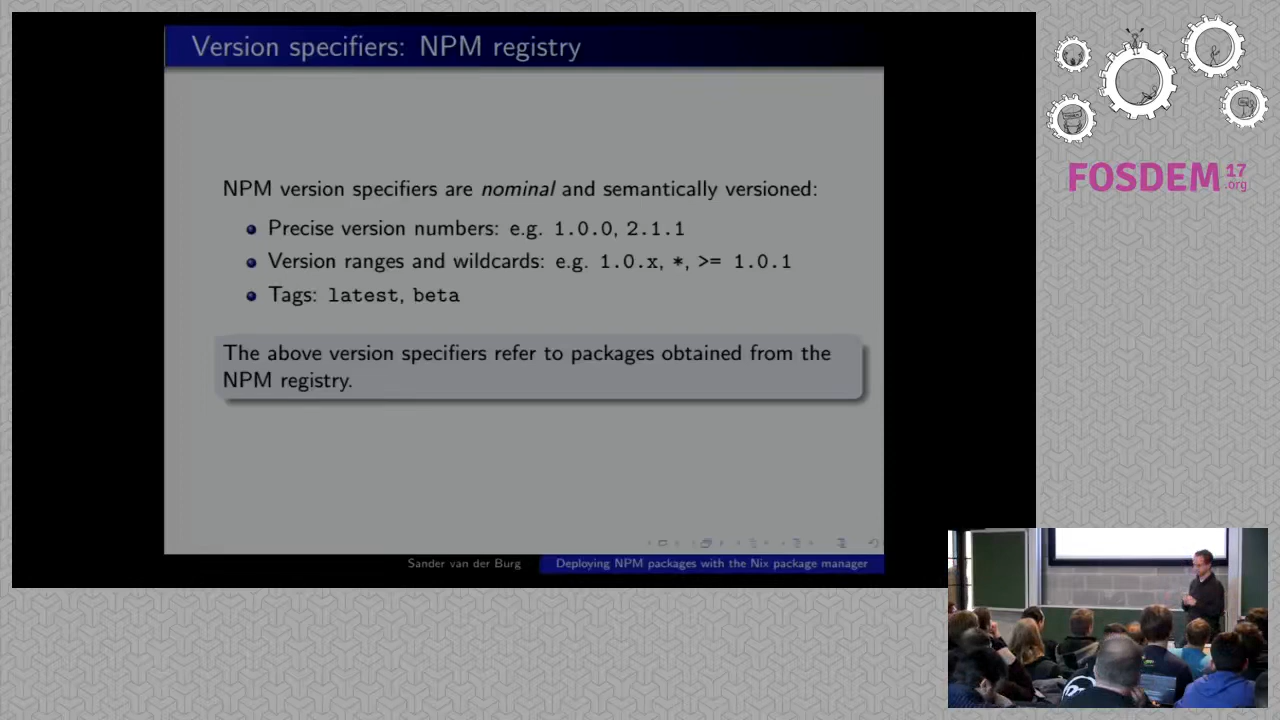 Version specifiers: NPM registry
NPM version specifiers are nominal and semantically versioned:
Precise version numbers: e.g. 1.0.0, 2.1.1
Version ranges and wildcards: e.g. 1.0.x, *, >= 1.0.1
Tags: latest, beta
The above version specifiers refer to packages obtained from the
NPM registry.
Sander van der Burg
Deploying NPM packages with the Nix package manager
FOSDEM 17
.org